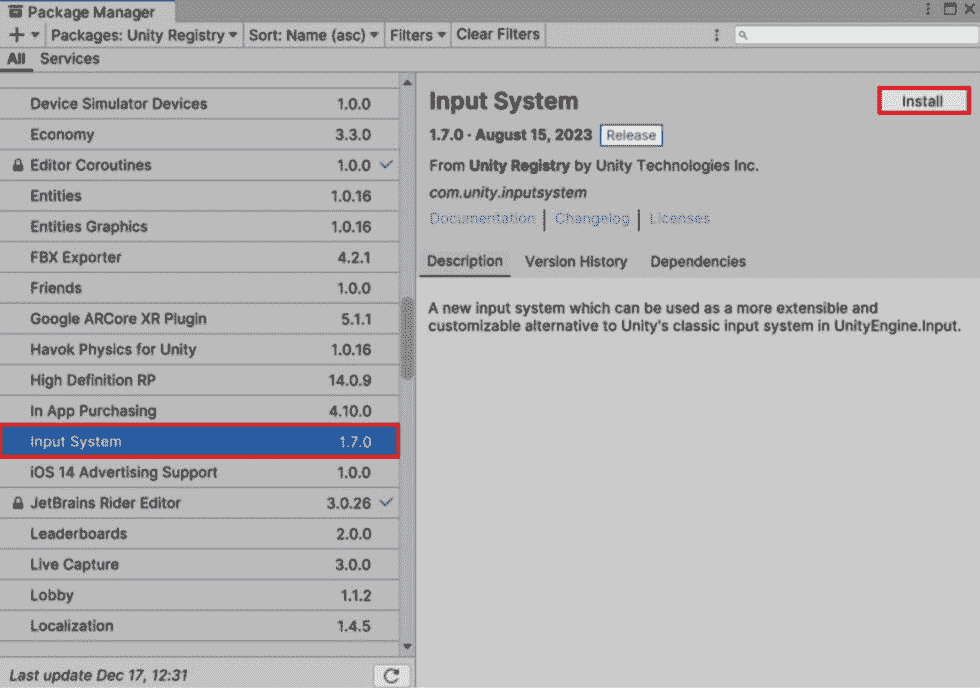 Package Manager
Packages: Unity Registry Sort: Name (asc) Filters Clear Filters
All Services
Device Simulator Devices 1.0.0
Economy 3.3.0
Editor Coroutines 1.0.0
Entities 1.0.16
Entities Graphics 1.0.16
FBX Exporter 4.2.1
Friends 1.0.0
Google ARCore XR Plugin 5.1.1
Havok Physics for Unity 1.0.16
High Definition RP 14.0.9
In App Purchasing 4.10.0
Input System 1.7.0
iOS 14 Advertising Support 1.0.0
JetBrains Rider Editor 3.0.26
Leaderboards 2.0.0
Live Capture 3.0.0
Lobby 1.1.2
Localization 1.4.5
Last update Dec 17, 12:31
Input System
Install
1.7.0 · August 15, 2023 Release
From Unity Registry by Unity Technologies Inc.
com.unity.inputsystem
Documentation | Changelog | Licenses
Description Version History Dependencies
A new input system which can be used as a more extensible and
customizable alternative to Unity's classic input system in UnityEngine.Input.